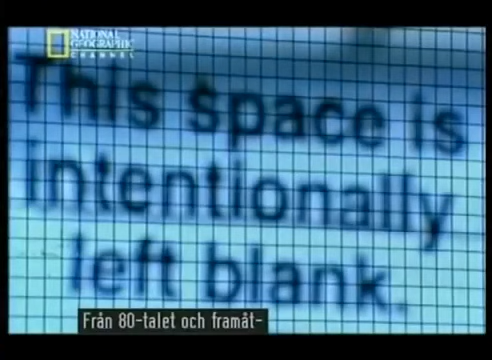 NATIONAL
GEOGRAPHIC
CHANNEL
This space is
intentionally
left blank.
Från 80-talet och framåt-